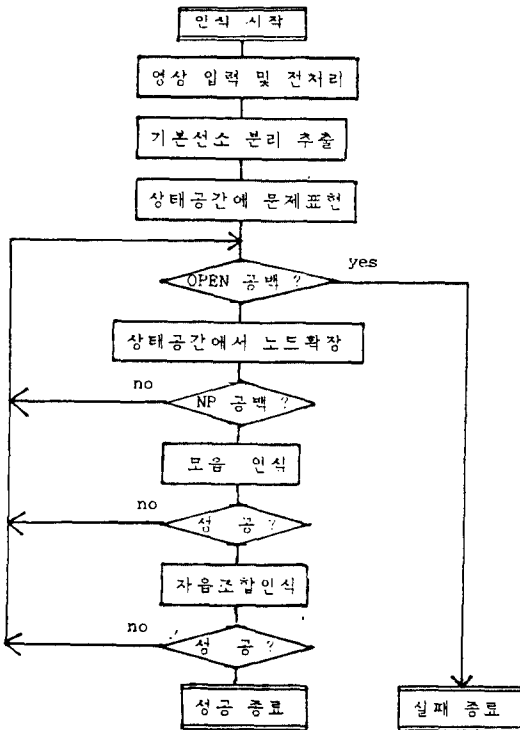 인식 시작
영상 입력 및 전처리
기본선소 분리 추출
상태공간에 문제표현
yes
OPEN 공백?
상태공간에서 노드확장
no
NP 공백?
모음 인식
no
성공?
자음조합인식
no
성공?
성공 종료
실패 종료